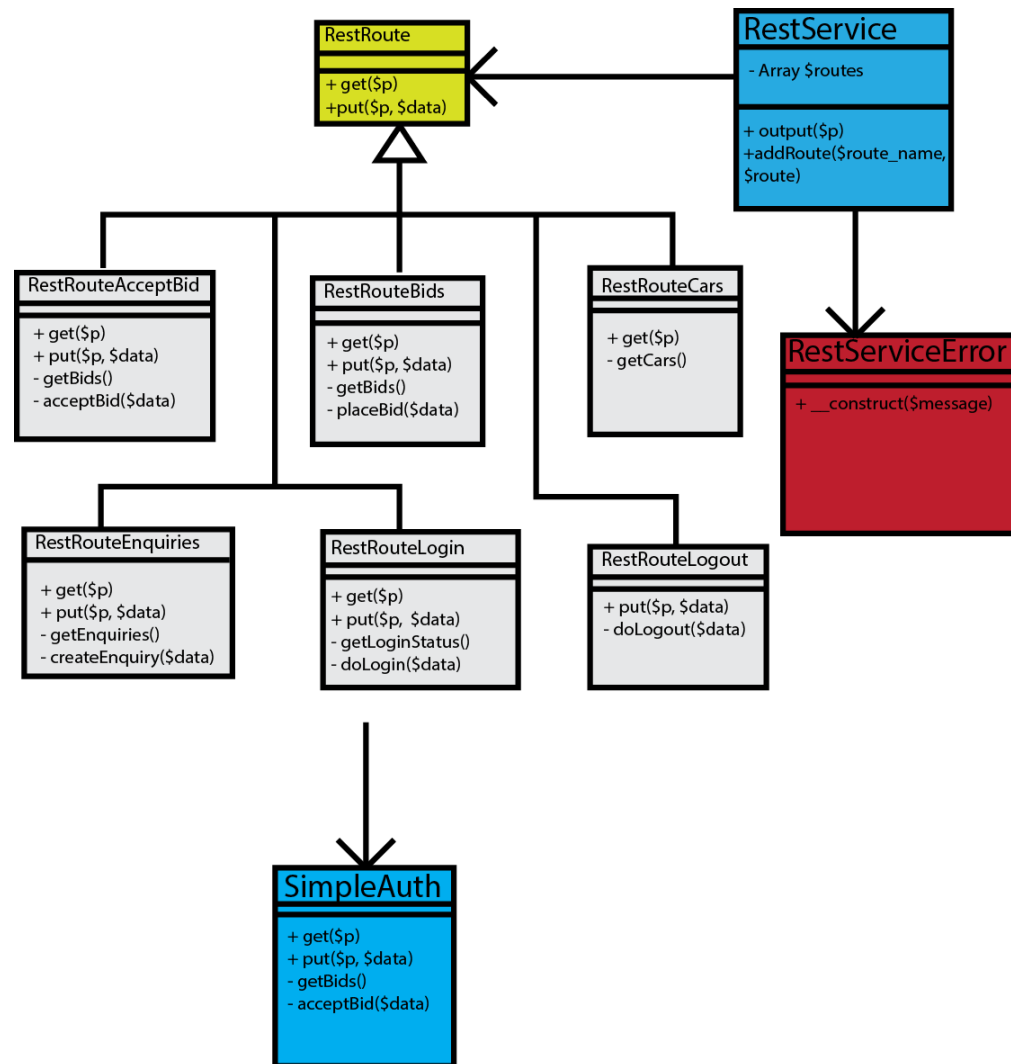 RestRoute
+ get($p)
+put($p, $data)
RestService
- Array $routes
+ output($p)
+addRoute($route_name,
$route)
RestRouteAcceptBid
+ get($p)
+ put($p, $data)
- getBids()
- acceptBid($data)
RestRouteBids
+ get($p)
+ put($p, $data)
- getBids()
- placeBid($data)
RestRouteCars
+ get($p)
- getCars()
RestServiceError
+ __construct($message)
RestRouteEnquiries
+ get($p)
+ put($p, $data)
- getEnquiries()
- createEnquiry($data)
RestRouteLogin
+ get($p)
+ put($p, $data)
- getLoginStatus()
- doLogin($data)
RestRouteLogout
+ put($p, $data)
- doLogout($data)
SimpleAuth
+ get($p)
+ put($p, $data)
- getBids()
- acceptBid($data)